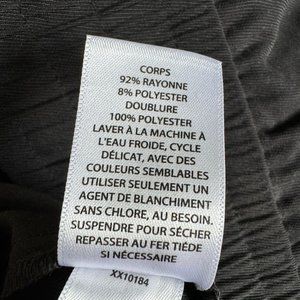 CORPS
92% RAYONNE
8% POLYESTER
DOUBLURE
100% POLYESTER
LAVER À LA MACHINE À
L'EAU FROIDE, CYCLE
DÉLICAT, AVEC DES
COULEURS SEMBLABLES
UTILISER SEULEMENT UN
AGENT DE BLANCHIMENT
SANS CHLORE, AU BESOIN.
SUSPENDRE POUR SÉCHER
REPASSER AU FER TIÉDE
SI NÉCESSAIRE
XX10184